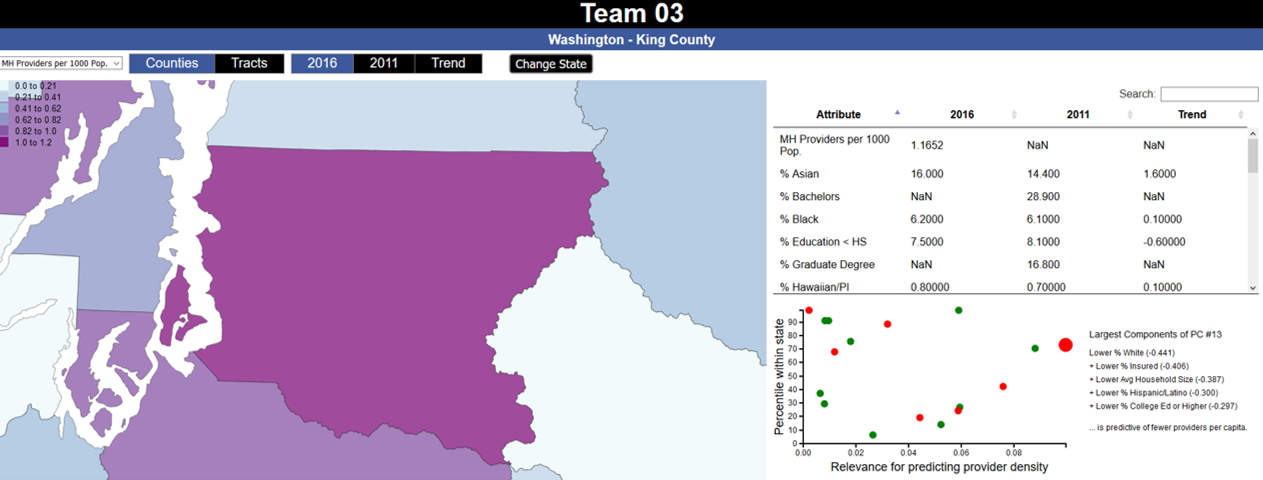 Team 03
Washington - King County
MH Providers per 1000 Pop.
Counties
Tracts
2016
2011
Trend
Change State
0.0 to 0.21
0.21 to 0.41
0.41 to 0.62
0.62 to 0.82
0.82 to 1.0
1.0 to 1.2
Search:
Attribute 2016 2011 Trend
MH Providers per 1000
Pop. 1.1652 NaN NaN
% Asian 16.000 14.400 1.6000
% Bachelors NaN 28.900 NaN
% Black 6.2000 6.1000 0.10000
% Education < HS 7.5000 8.1000 -0.60000
% Graduate Degree NaN 16.800 NaN
% Hawaiian/PI 0.80000 0.70000 0.10000
Percentile within state
90
80
70
60
50
40
30
20
10
0
0.00 0.02 0.04 0.06 0.08
Relevance for predicting provider density
Largest Components of PC #13
Lower % White (-0.441)
+ Lower % Insured (-0.406)
+ Lower Avg Household Size (-0.387)
+ Lower % Hispanic/Latino (-0.300)
+ Lower % College Ed or Higher (-0.297)
... is predictive of fewer providers per capita.